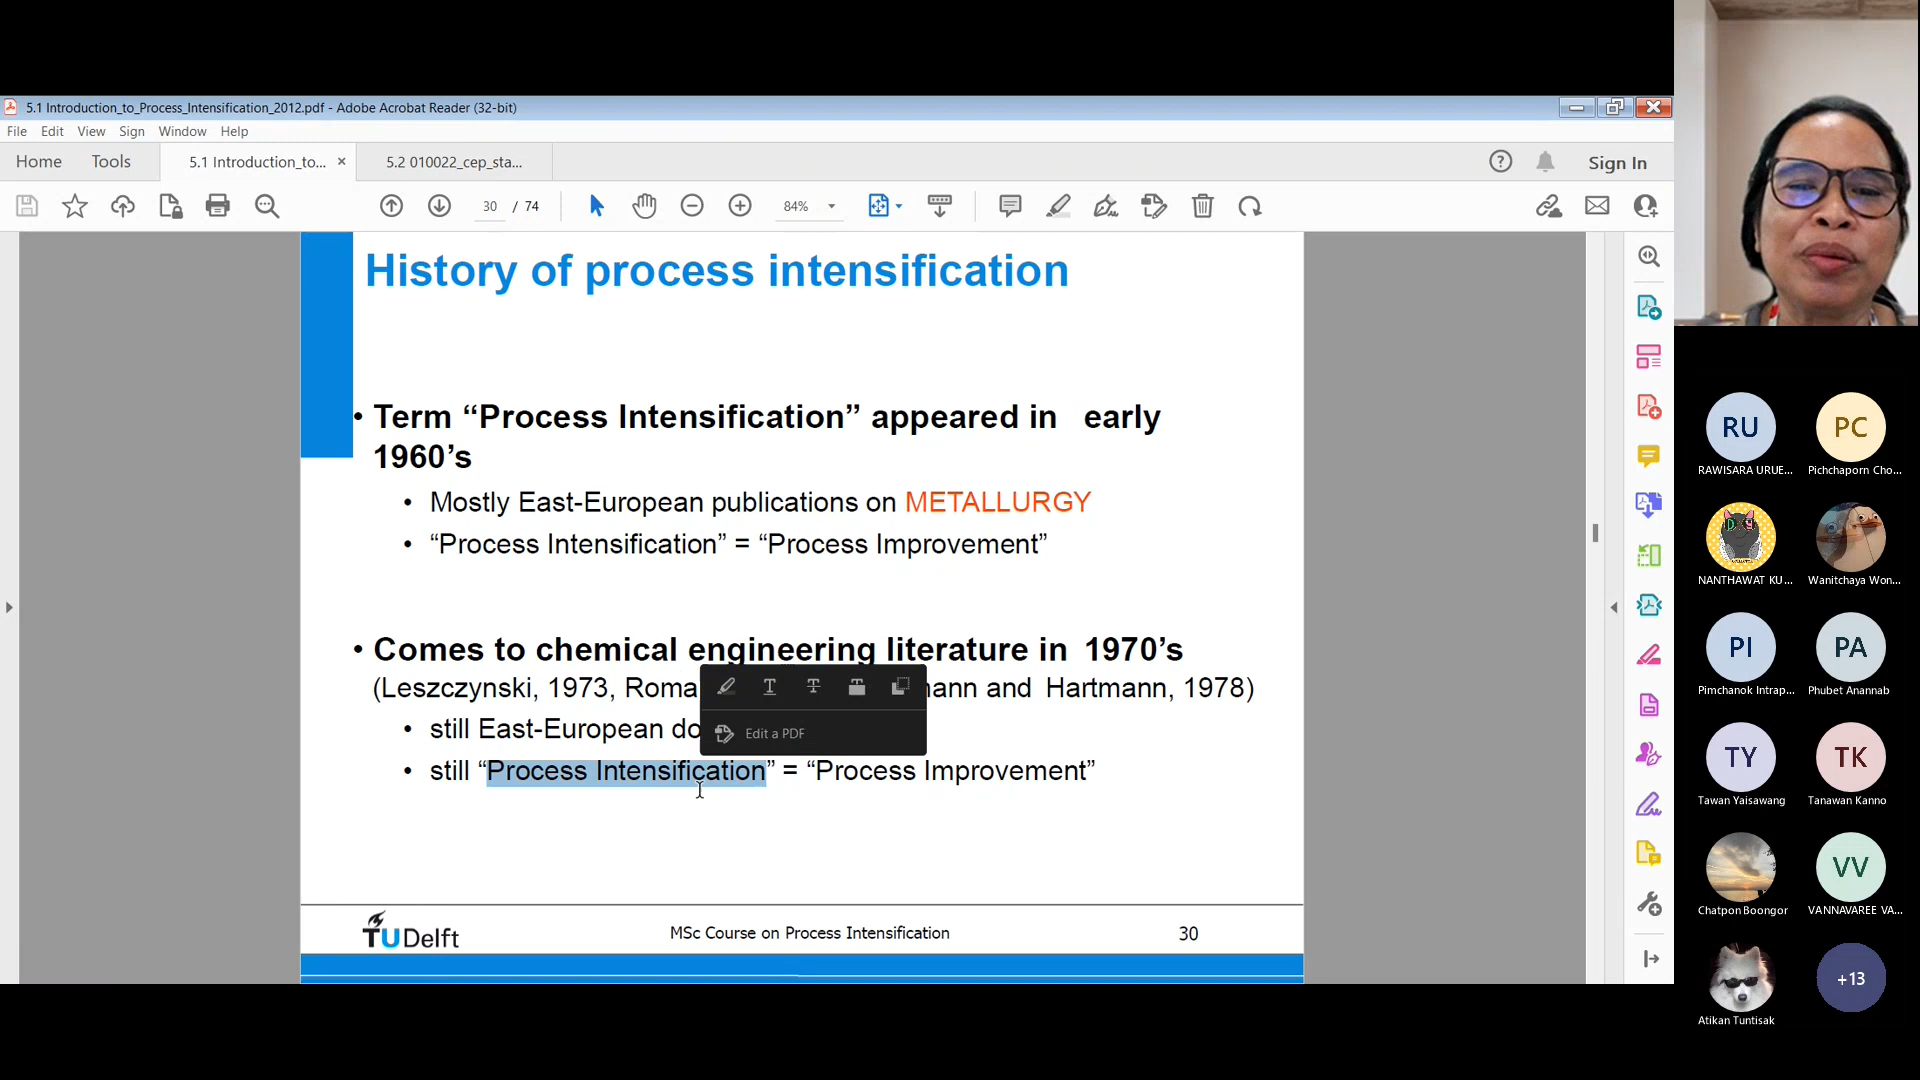 5.1 Introduction_to_Process_Intensification_2012.pdf - Adobe Acrobat Reader (32-bit)
File Edit View Sign Window Help
Home Tools 5.1 Introduction_to... × 5.2 010022_cep_sta... Sign In
30 / 74 84%
History of process intensification
• Term “Process Intensification” appeared in early
1960’s
• Mostly East-European publications on METALLURGY
• “Process Intensification” = “Process Improvement”
• Comes to chemical engineering literature in 1970’s
(Leszczynski, 1973, Roma ann and Hartmann, 1978)
• still East-European do
• still “Process Intensification” = “Process Improvement”
Edit a PDF
TU Delft
MSc Course on Process Intensification
30
RU
RAWISARA URUE...
PC
Pichchaporn Cho...
NANTHAWAT KU...
Wanitchaya Won...
PI
Pimchanok Intrap...
PA
Phubet Anannab
TY
Tawan Yaisawang
TK
Tanawan Kanno
Chatpon Boongor
VV
VANNAVAREE VA...
Atikan Tuntisak
+13